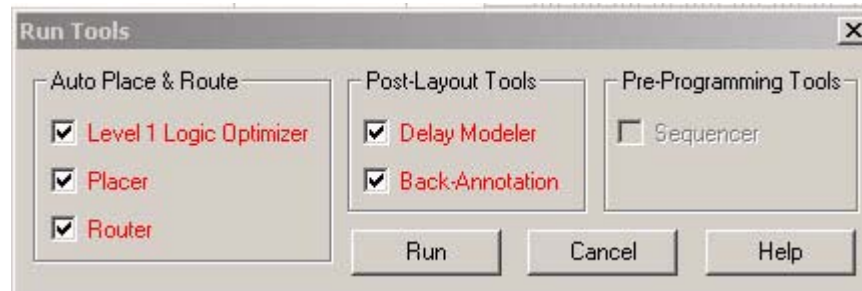 Run Tools
Auto Place & Route
Level 1 Logic Optimizer
Placer
Router
Post-Layout Tools
Delay Modeler
Back-Annotation
Pre-Programming Tools
Sequencer
Run
Cancel
Help